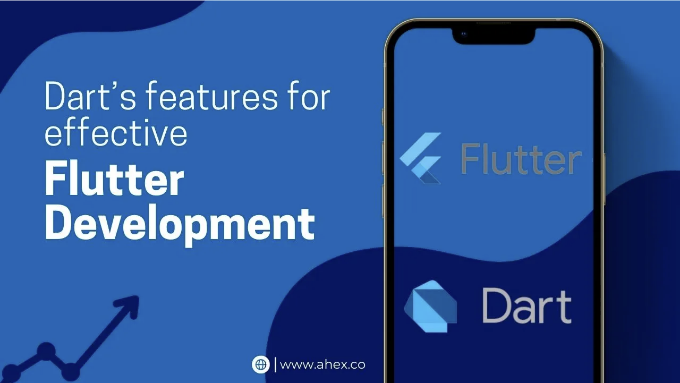 Dart’s features for
effective
Flutter
Development
Flutter
Dart
www.ahex.co